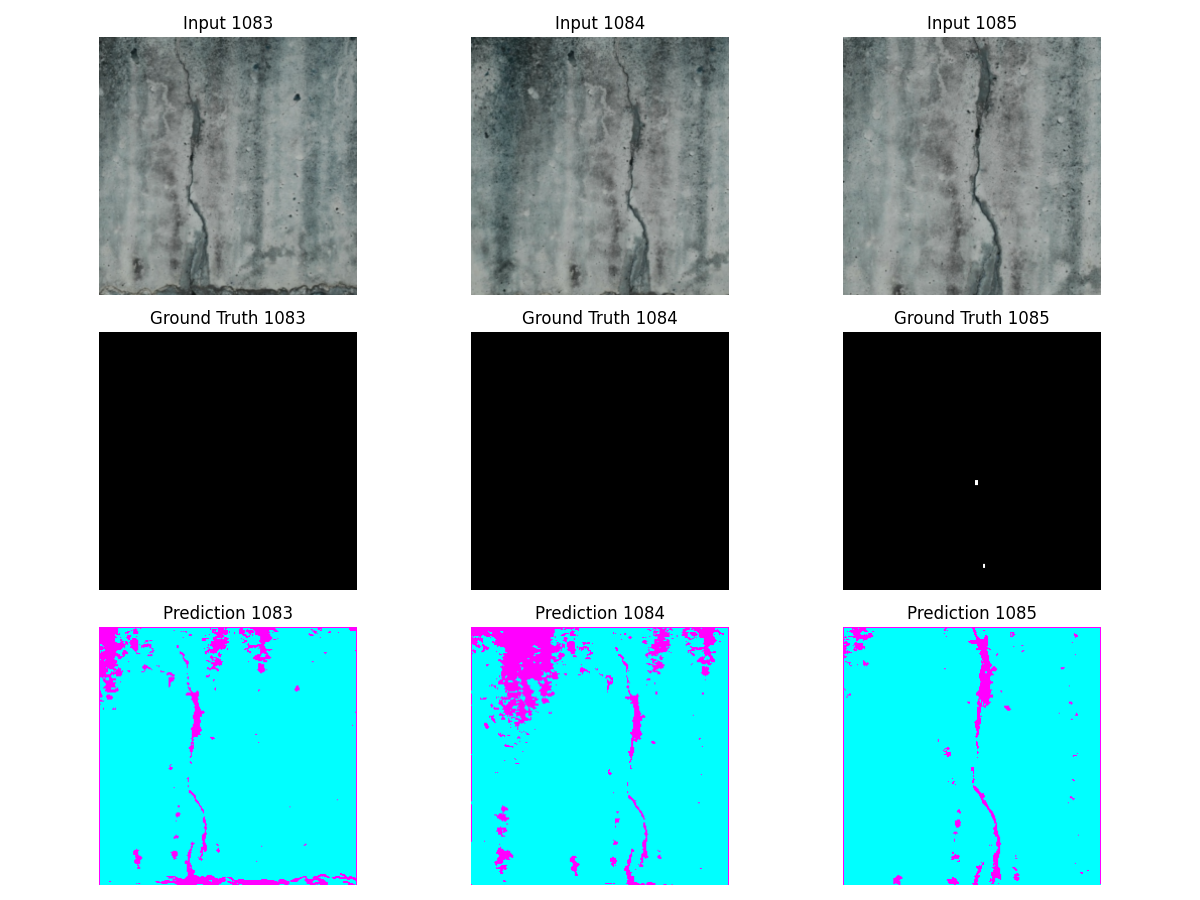 Input 1083
Input 1084
Input 1085
Ground Truth 1083
Ground Truth 1084
Ground Truth 1085
Prediction 1083
Prediction 1084
Prediction 1085